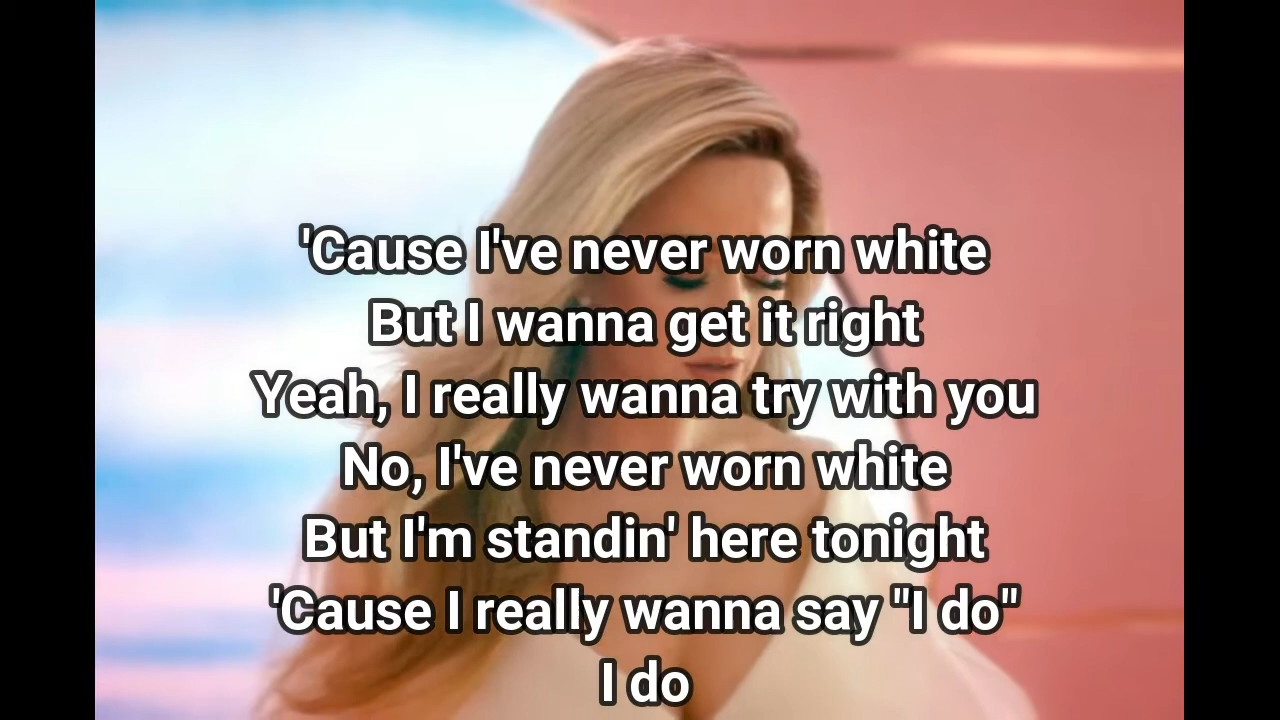 'Cause I've never worn white
But I wanna get it right
Yeah, I really wanna try with you
No, I've never worn white
But I'm standin' here tonight
'Cause I really wanna say "I do"
I do